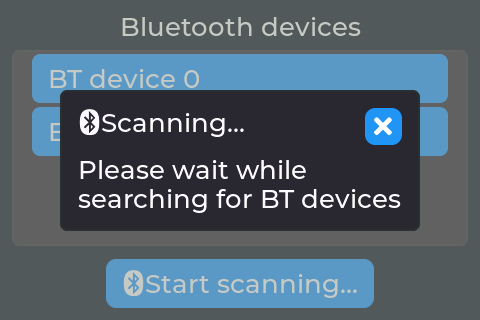 Bluetooth devices
BT device 0
Scanning...
Please wait while
searching for BT devices
Start scanning...